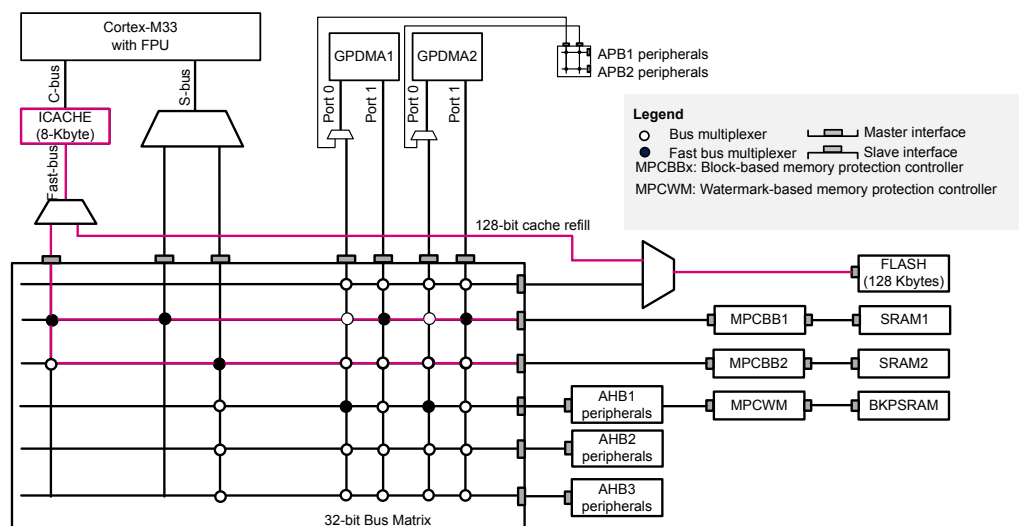 Cortex-M33
with FPU
C-bus
S-bus
ICACHE
(8-Kbyte)
Fast-bus
GPDMA1
GPDMA2
Port 0
Port 1
Port 0
Port 1
APB1 peripherals
APB2 peripherals
Legend
Bus multiplexer
Fast bus multiplexer
Master interface
Slave interface
MPCBBx: Block-based memory protection controller
MPCWM: Watermark-based memory protection controller
128-bit cache refill
FLASH
(128 Kbytes)
MPCBB1
SRAM1
MPCBB2
SRAM2
AHB1
peripherals
MPCWM
BKPSRAM
AHB2
peripherals
AHB3
peripherals
32-bit Bus Matrix